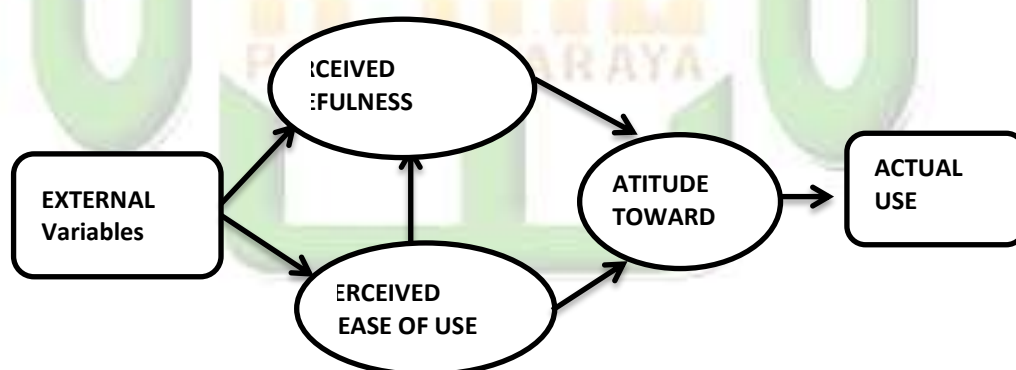 RCEIVED
EFULNESS
EXTERNAL
Variables
ATITUDE
TOWARD
ACTUAL
USE
ERCEIVED
EASE OF USE